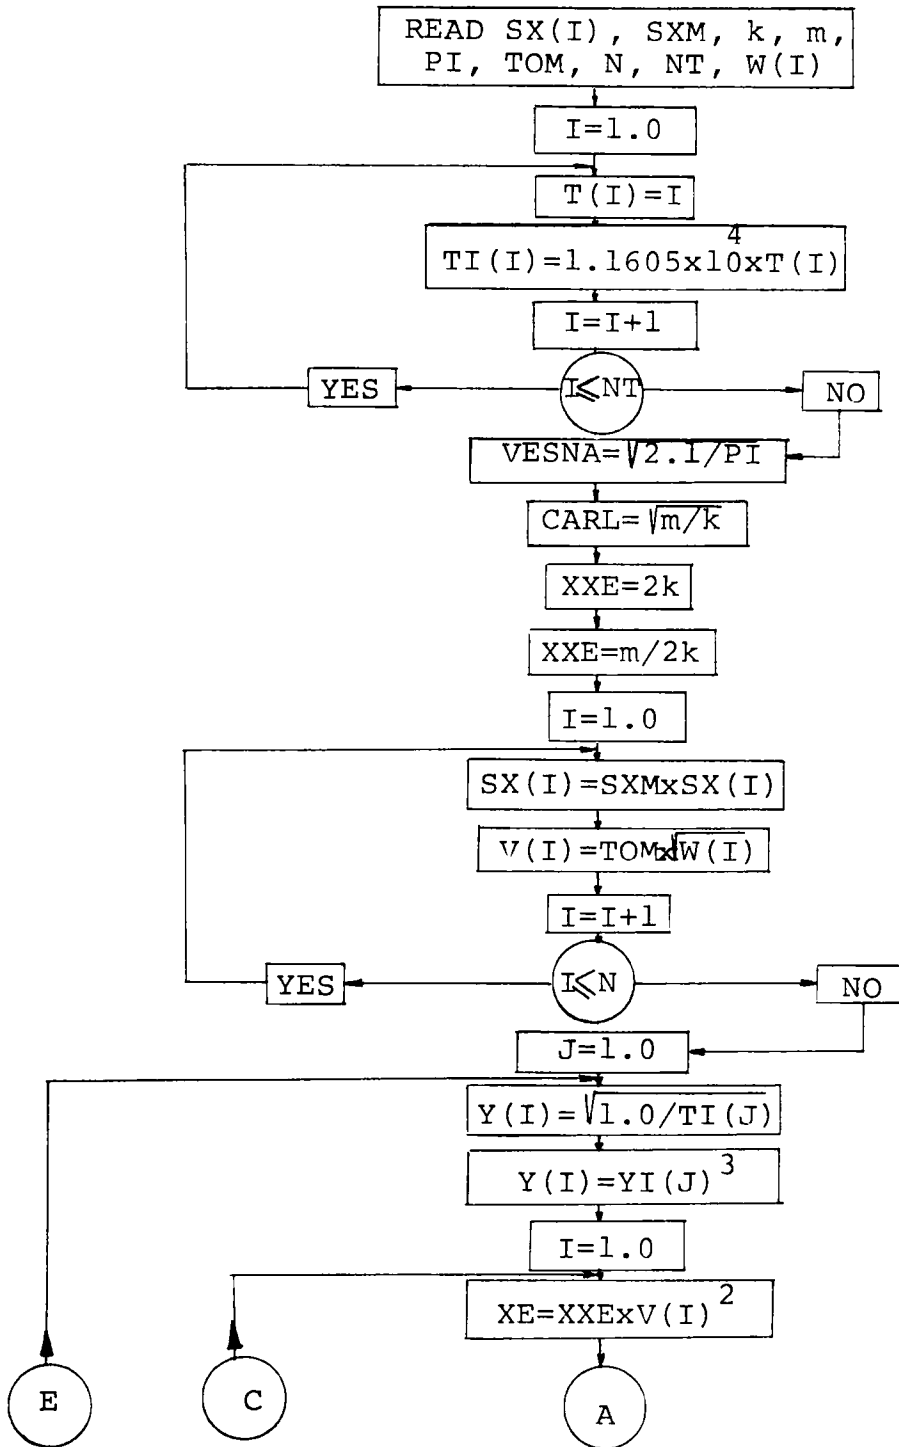 READ SX(I), SXM, k, m,
PI, TOM, N, NT, W(I)
I=1.0
T(I)=I
TI(I)=1.1605x10⁴xT(I)
I=I+1
YES
I≤NT
NO
VESNA=√2.1/PI
CARL=√m/k
XXE=2k
XXE=m/2k
I=1.0
SX(I)=SXMxSX(I)
V(I)=TOMx√W(I)
I=I+1
YES
I≤N
NO
J=1.0
Y(I)=√1.0/TI(J)
Y(I)=YI(J)³
I=1.0
XE=XXExV(I)²
E
C
A